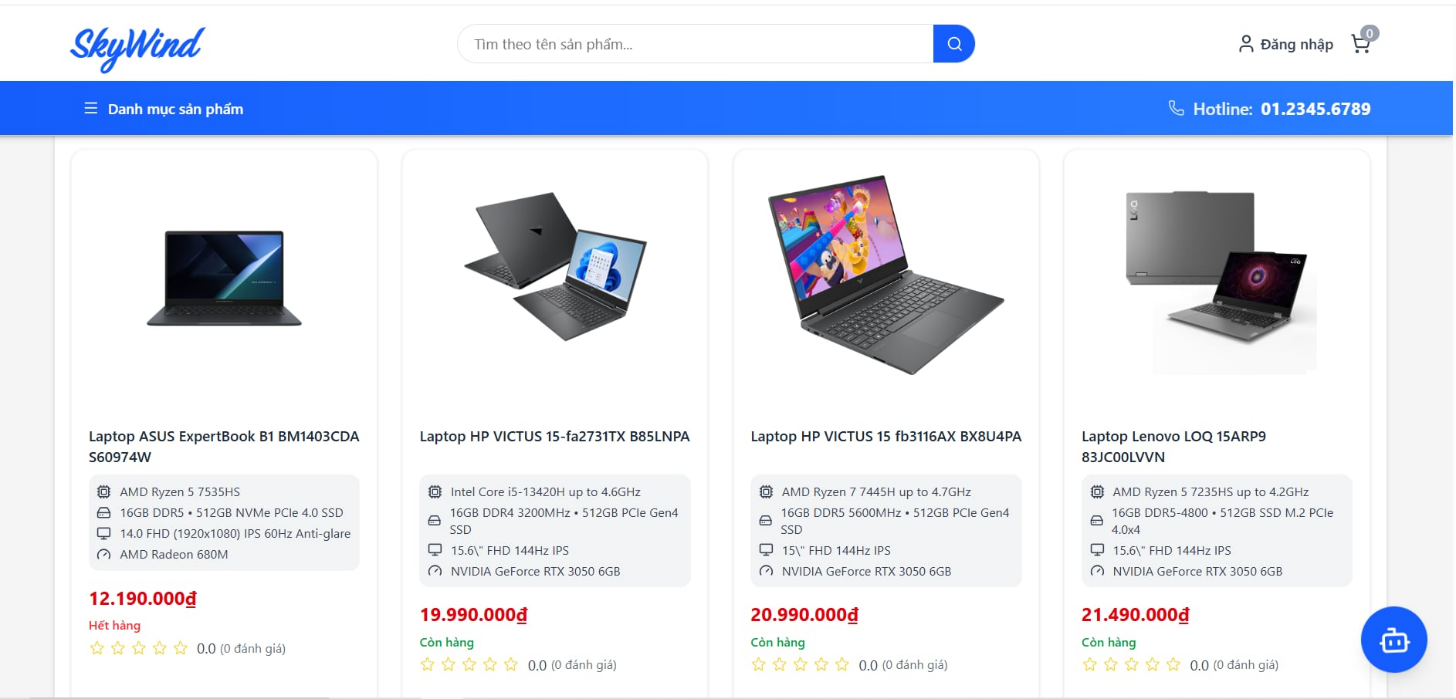 SkyWind
Tìm theo tên sản phẩm...
Đăng nhập
0
Danh mục sản phẩm
Hotline: 01.2345.6789
Laptop ASUS ExpertBook B1 BM1403CDA
S60974W
AMD Ryzen 5 7535HS
16GB DDR5 • 512GB NVMe PCIe 4.0 SSD
14.0 FHD (1920x1080) IPS 60Hz Anti-glare
AMD Radeon 680M
12.190.000₫
Hết hàng
0.0 (0 đánh giá)
Laptop HP VICTUS 15-fa2731TX B85LNPA
Intel Core i5-13420H up to 4.6GHz
16GB DDR4 3200MHz • 512GB PCIe Gen4
SSD
15.6\" FHD 144Hz IPS
NVIDIA GeForce RTX 3050 6GB
19.990.000₫
Còn hàng
0.0 (0 đánh giá)
Laptop HP VICTUS 15 fb3116AX BX8U4PA
AMD Ryzen 7 7445H up to 4.7GHz
16GB DDR5 5600MHz • 512GB PCIe Gen4
SSD
15\" FHD 144Hz IPS
NVIDIA GeForce RTX 3050 6GB
20.990.000₫
Còn hàng
0.0 (0 đánh giá)
LOQ
Laptop Lenovo LOQ 15ARP9
83JC00LVVN
AMD Ryzen 5 7235HS up to 4.2GHz
16GB DDR5-4800 • 512GB SSD M.2 PCIe
4.0x4
15.6\" FHD 144Hz IPS
NVIDIA GeForce RTX 3050 6GB
21.490.000₫
Còn hàng
0.0 (0 đánh giá)